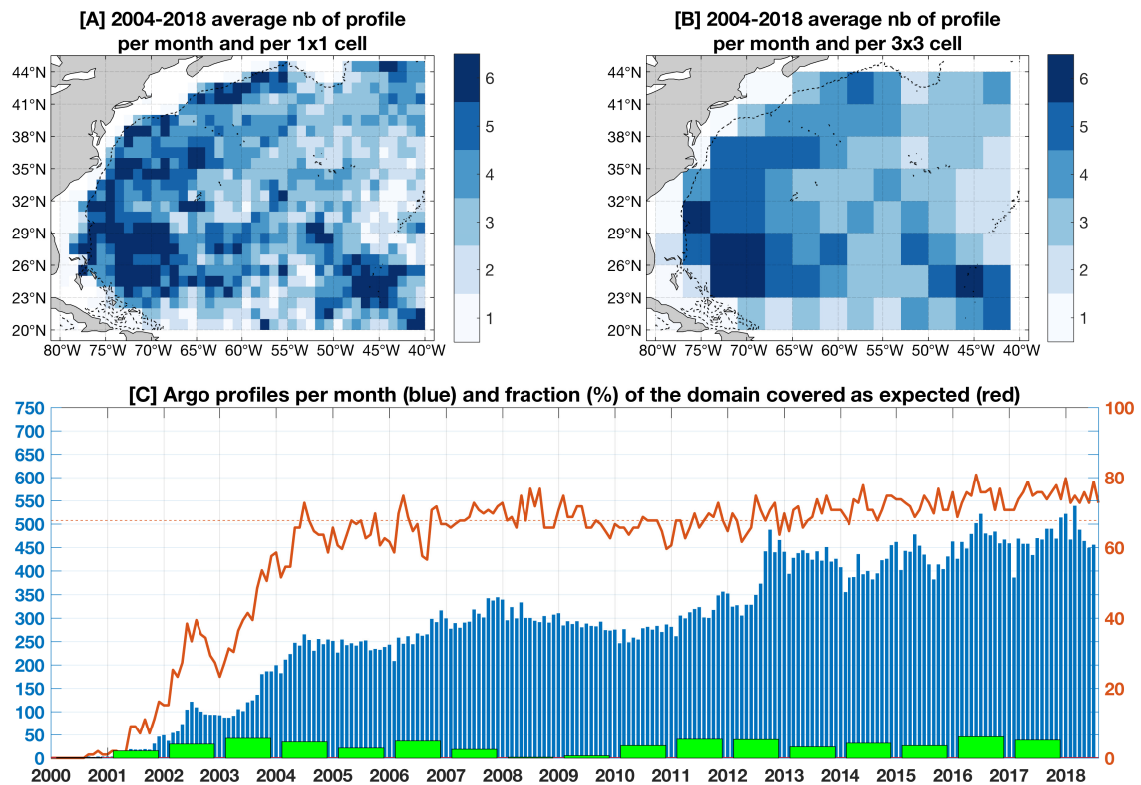 [A] 2004-2018 average nb of profile
per month and per 1x1 cell
44°N
41°N
38°N
35°N
32°N
29°N
26°N
23°N
20°N
80°W 75°W 70°W 65°W 60°W 55°W 50°W 45°W 40°W
6
5
4
3
2
1
[B] 2004-2018 average nb of profile
per month and per 3x3 cell
44°N
41°N
38°N
35°N
32°N
29°N
26°N
23°N
20°N
80°W 75°W 70°W 65°W 60°W 55°W 50°W 45°W 40°W
6
5
4
3
2
1
[C] Argo profiles per month (blue) and fraction (%) of the domain covered as expected (red)
750
700
650
600
550
500
450
400
350
300
250
200
150
100
50
0
100
80
60
40
20
0
2000 2001 2002 2003 2004 2005 2006 2007 2008 2009 2010 2011 2012 2013 2014 2015 2016 2017 2018